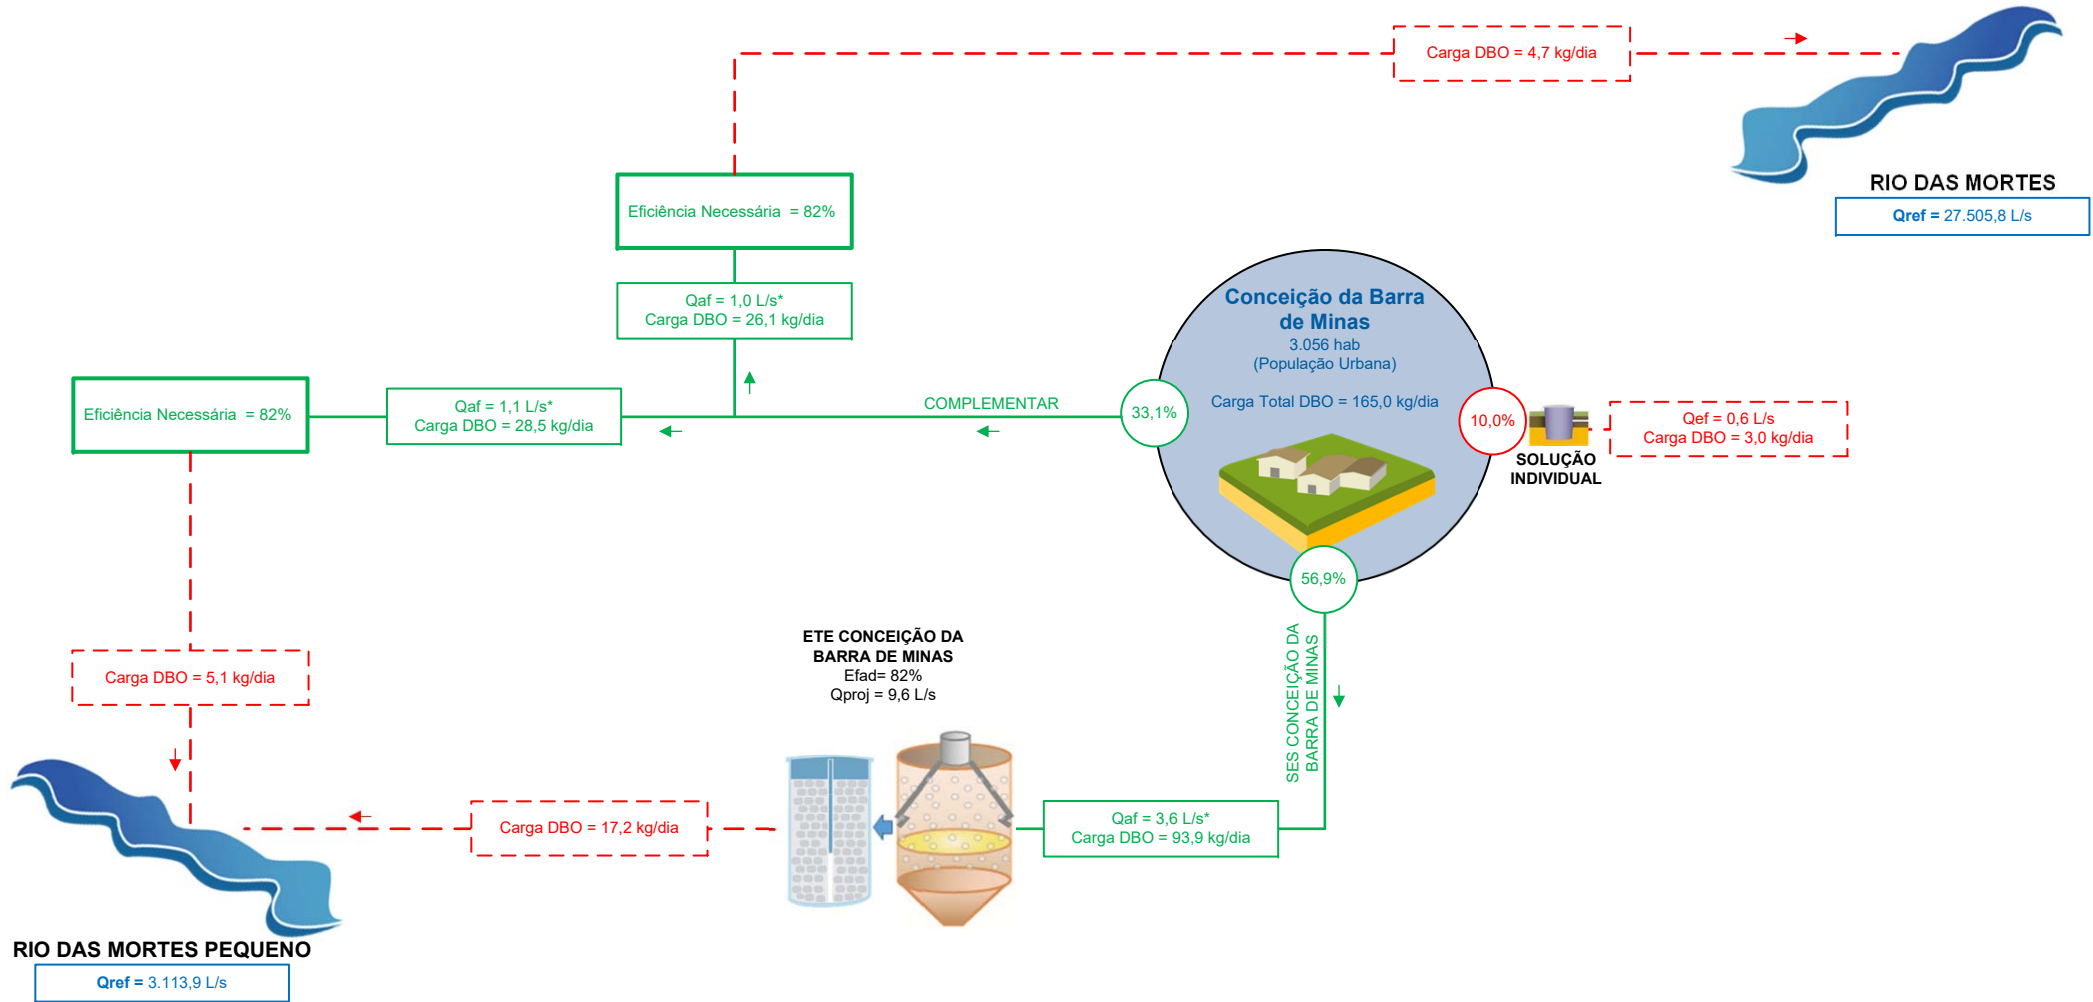 Carga DBO = 4,7 kg/dia
RIO DAS MORTES
Qref = 27.505,8 L/s
Eficiência Necessária = 82%
Qaf = 1,0 L/s*
Carga DBO = 26,1 kg/dia
Conceição da Barra
de Minas
3.056 hab
(População Urbana)
Carga Total DBO = 165,0 kg/dia
Eficiência Necessária = 82%
Qaf = 1,1 L/s*
Carga DBO = 28,5 kg/dia
COMPLEMENTAR
33,1%
10,0%
SOLUÇÃO
INDIVIDUAL
Qef = 0,6 L/s
Carga DBO = 3,0 kg/dia
56,9%
SES CONCEIÇÃO DA
BARRA DE MINAS
ETE CONCEIÇÃO DA
BARRA DE MINAS
Efad= 82%
Qproj = 9,6 L/s
Carga DBO = 5,1 kg/dia
Carga DBO = 17,2 kg/dia
Qaf = 3,6 L/s*
Carga DBO = 93,9 kg/dia
RIO DAS MORTES PEQUENO
Qref = 3.113,9 L/s